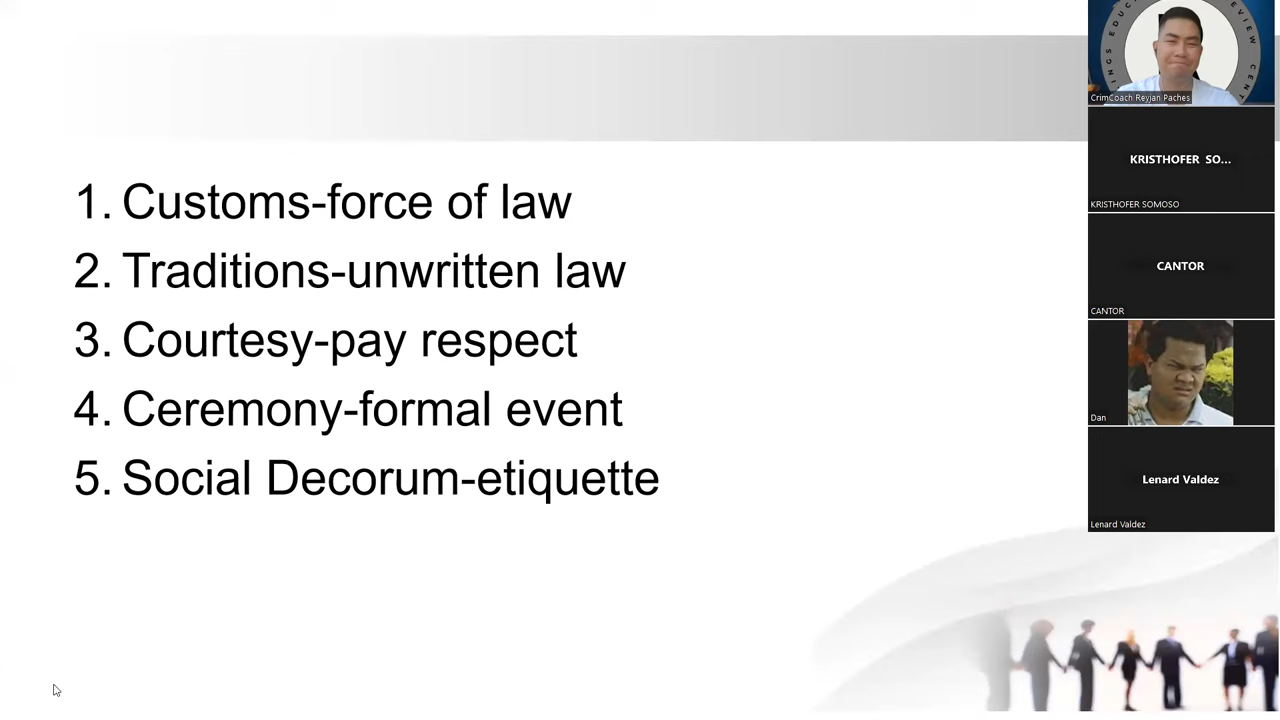 1. Customs-force of law
2. Traditions-unwritten law
3. Courtesy-pay respect
4. Ceremony-formal event
5. Social Decorum-etiquette
CrimCoach Reyjan Paches
KRISTHOFER SO...
KRISTHOFER SOMOSO
CANTOR
CANTOR
Dan
Lenard Valdez
Lenard Valdez